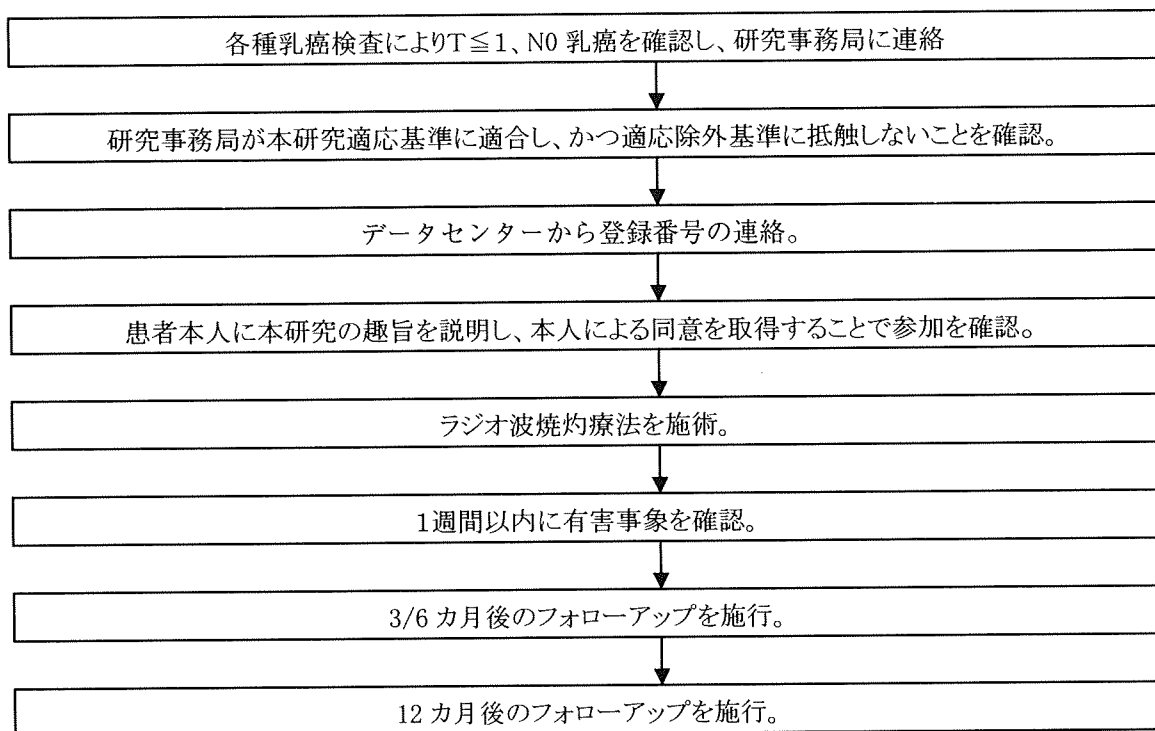 各種乳癌検査によりT≦1、N0 乳癌を確認し、研究事務局に連絡
研究事務局が本研究適応基準に適合し、かつ適応除外基準に抵触しないことを確認。
データセンターから登録番号の連絡。
患者本人に本研究の趣旨を説明し、本人による同意を取得することで参加を確認。
ラジオ波焼灼療法を施術。
1週間以内に有害事象を確認。
3/6 カ月後のフォローアップを施行。
12 カ月後のフォローアップを施行。